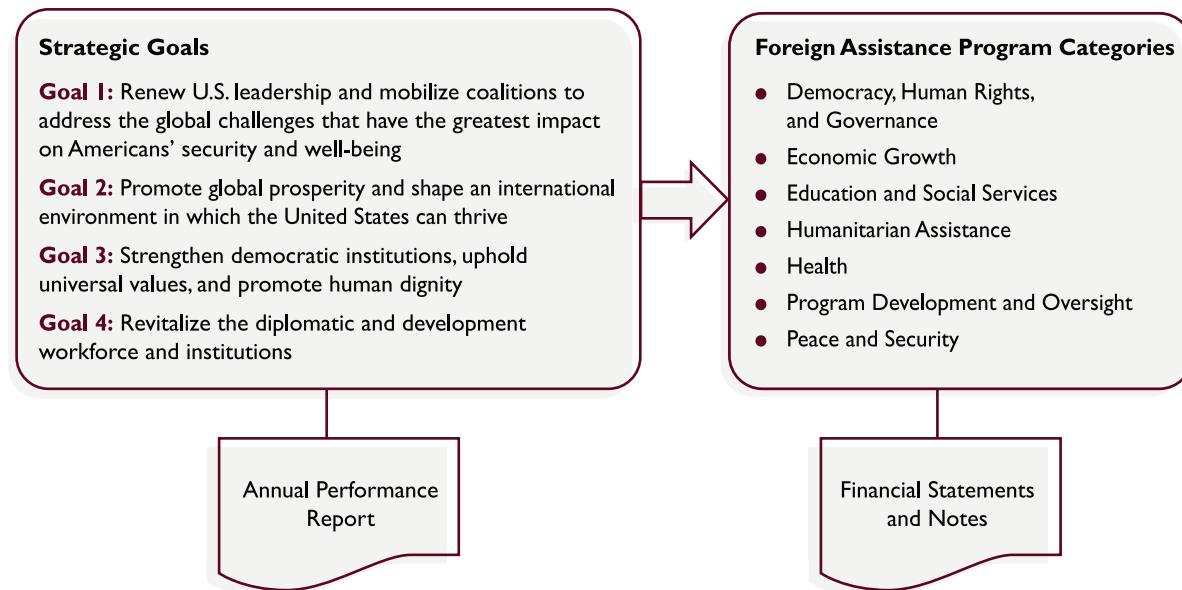 Strategic Goals
Goal 1: Renew U.S. leadership and mobilize coalitions to
address the global challenges that have the greatest impact
on Americans' security and well-being
Goal 2: Promote global prosperity and shape an international
environment in which the United States can thrive
Goal 3: Strengthen democratic institutions, uphold
universal values, and promote human dignity
Goal 4: Revitalize the diplomatic and development
workforce and institutions
Foreign Assistance Program Categories
● Democracy, Human Rights,
and Governance
● Economic Growth
● Education and Social Services
● Humanitarian Assistance
● Health
● Program Development and Oversight
● Peace and Security
Annual Performance
Report
Financial Statements
and Notes